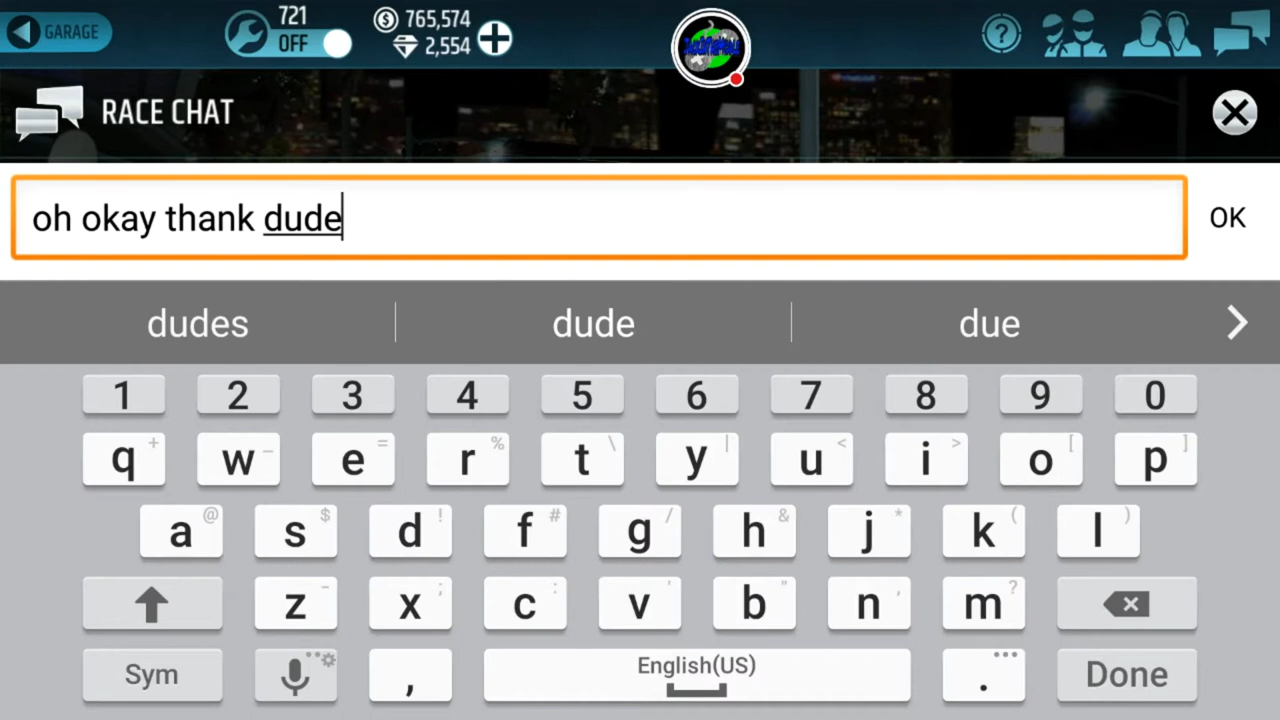 GARAGE
721
OFF
765,574
2,554
RACE CHAT
oh okay thank dude
OK
dudes dude due
1 2 3 4 5 6 7 8 9 0
q + w _ e = r % t \ y | u < i > o [ p ]
a @ s $ d ! f # g / h & j * k ( l )
z - x ; c : v ' b " n , m ?
Sym , English(US) . Done